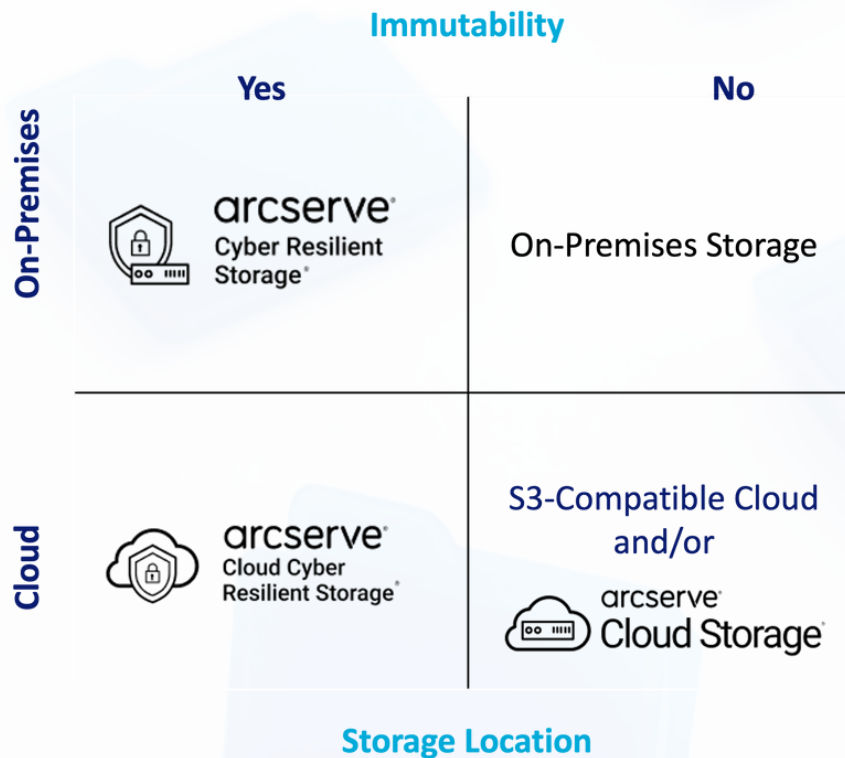 Immutability
Yes
No
On-Premises
arcserve®
Cyber Resilient
Storage®
On-Premises Storage
Cloud
arcserve®
Cloud Cyber
Resilient Storage®
S3-Compatible Cloud
and/or
arcserve®
Cloud Storage®
Storage Location